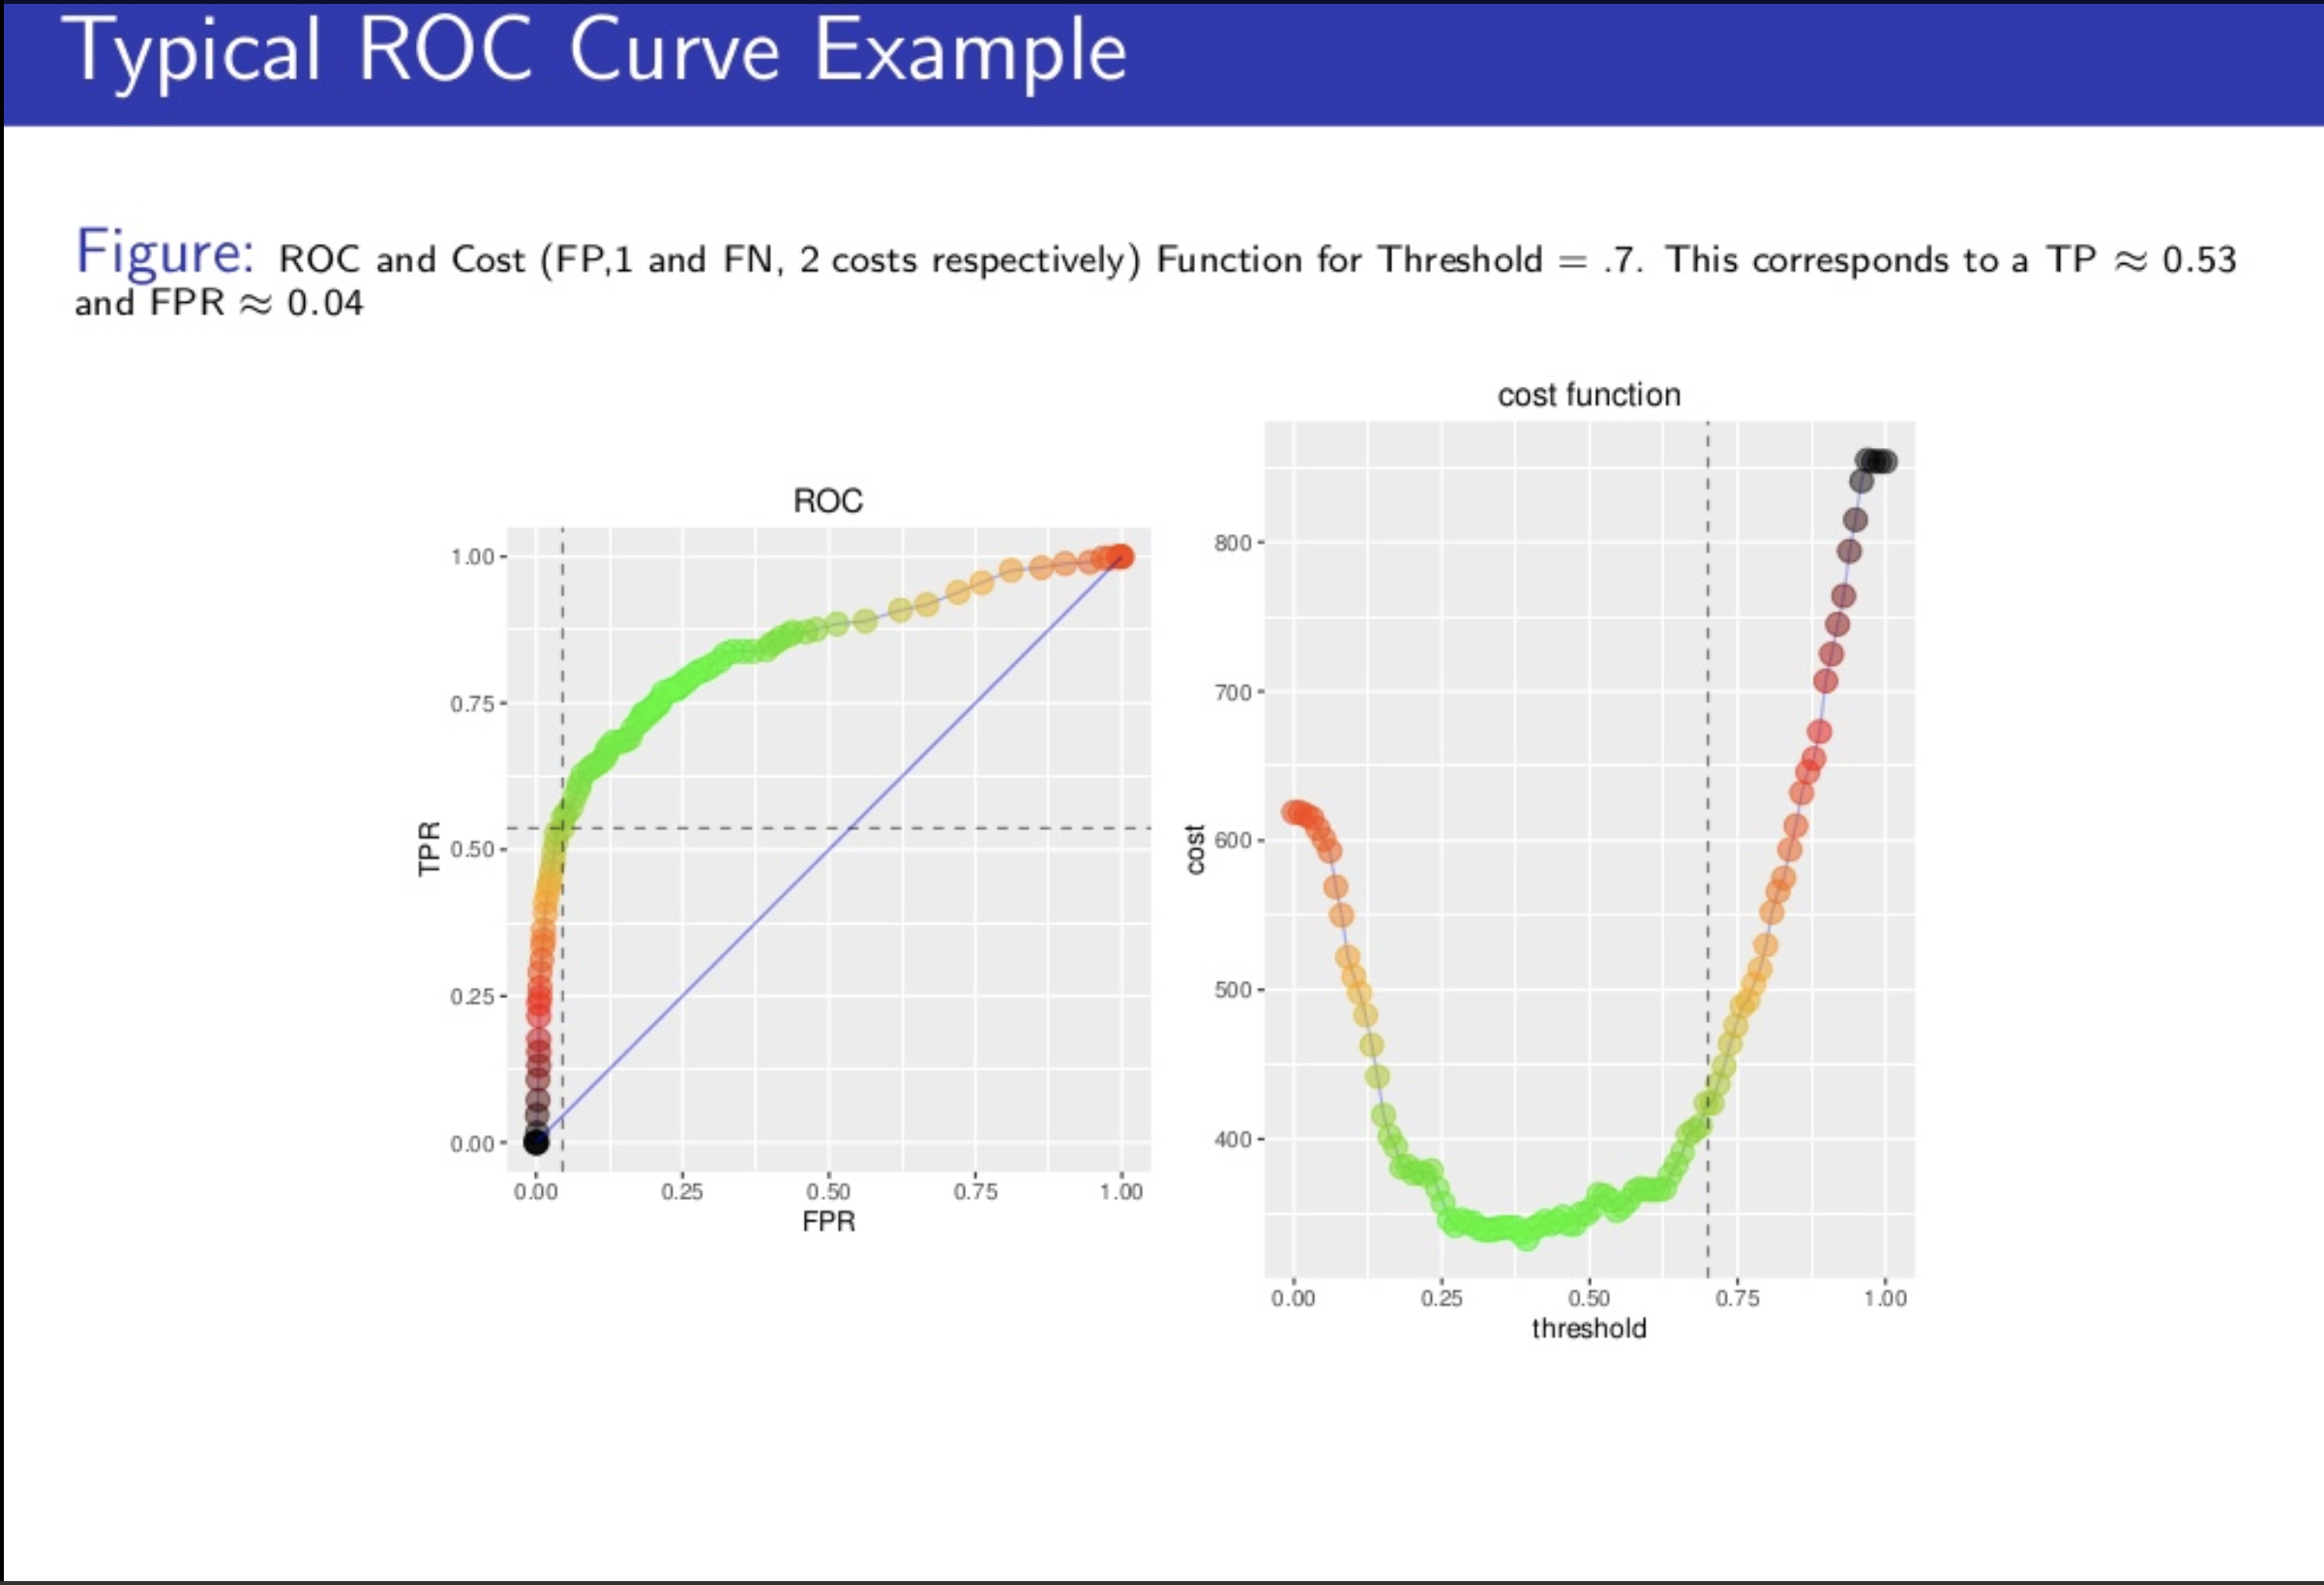 Typical ROC Curve Example
Figure: ROC and Cost (FP,1 and FN, 2 costs respectively) Function for Threshold = .7. This corresponds to a TP ≈ 0.53
and FPR ≈ 0.04
ROC
1.00
0.75
0.50
0.25
0.00
TPR
0.00 0.25 0.50 0.75 1.00
FPR
cost function
800
700
600
500
400
cost
0.00 0.25 0.50 0.75 1.00
threshold